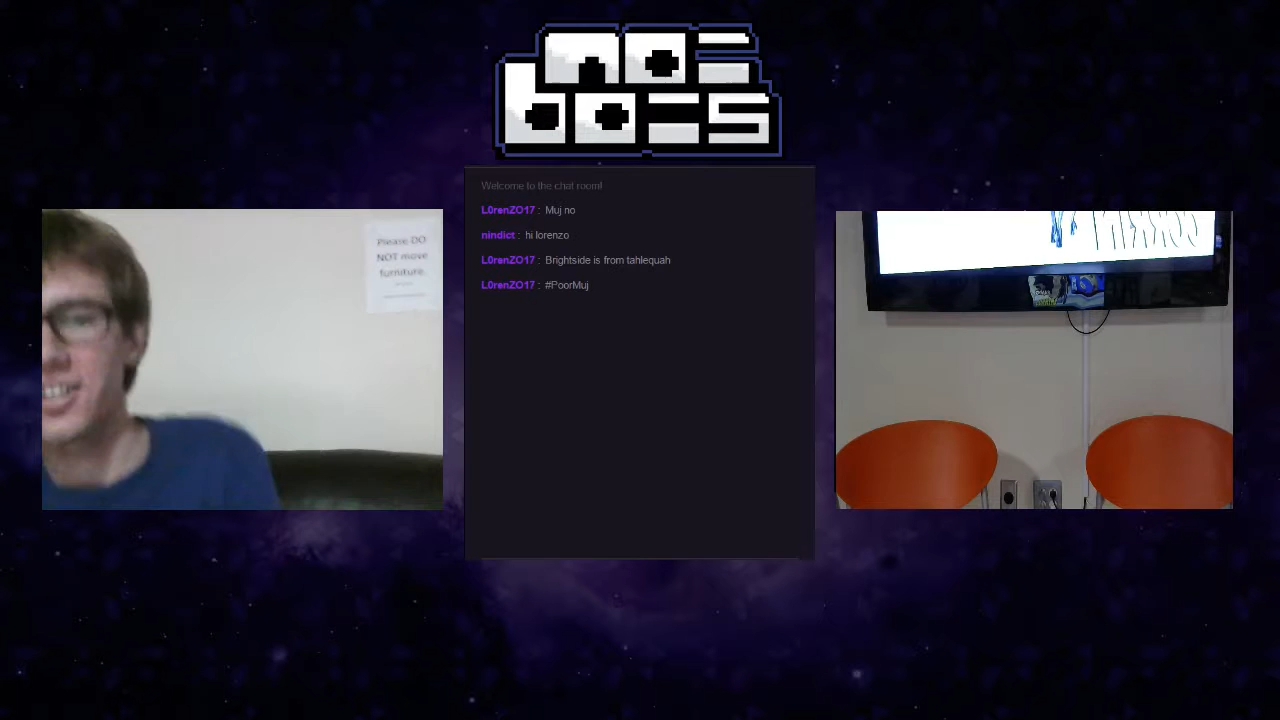 Welcome to the chat room!
L0renZO17 : Muj no
nindict : hi lorenzo
L0renZO17 : Brightside is from tahlequah
L0renZO17 : #PoorMuj
Please DO
NOT move
furniture.